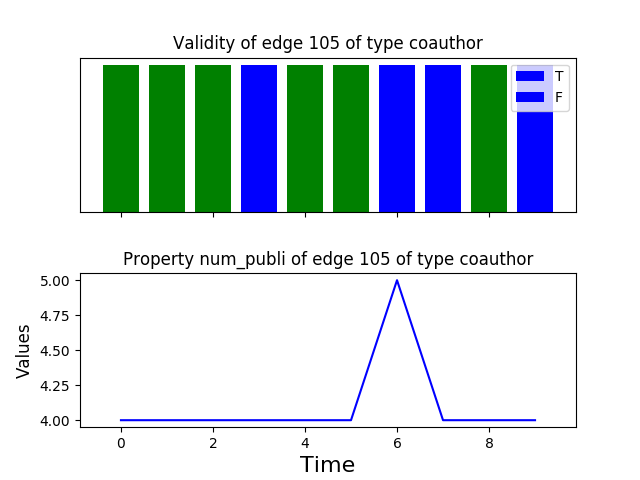 Validity of edge 105 of type coauthor
T
F
Property num_publi of edge 105 of type coauthor
5.00
4.75
4.50
4.25
4.00
Values
0 2 4 6 8
Time